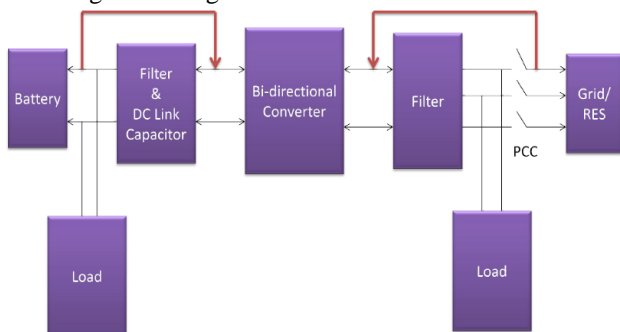 Battery
Filter
&
DC Link
Capacitor
Bi-directional
Converter
Filter
Grid/
RES
PCC
Load
Load